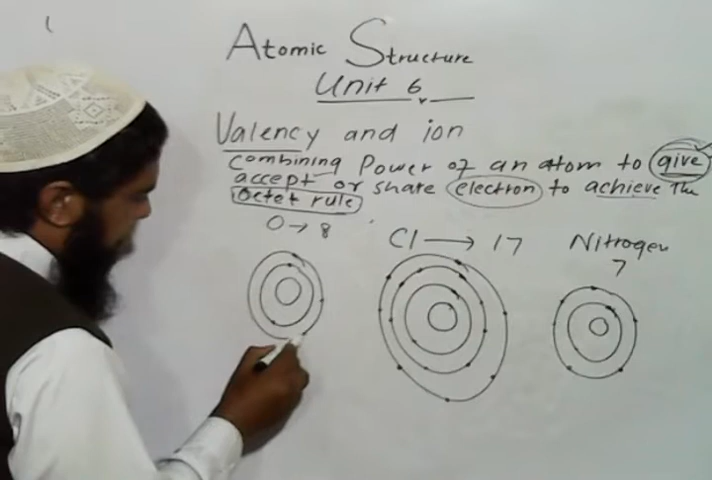 Atomic Structure
Unit 6
Valency and ion
Combining Power of an atom to give
accept or share electron to achieve The
Octet rule
O → 8
Cl → 17
Nitrogen
7